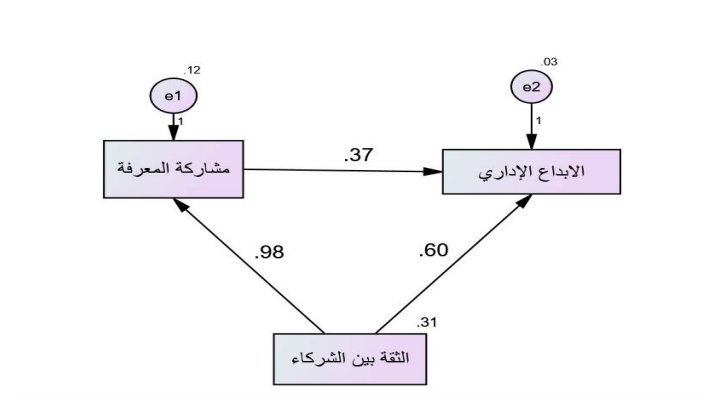 .12
e1
1
.03
e2
1
مشاركة المعرفة
.37
الابداع الإداري
.98
.60
.31
الثقة بين الشركاء